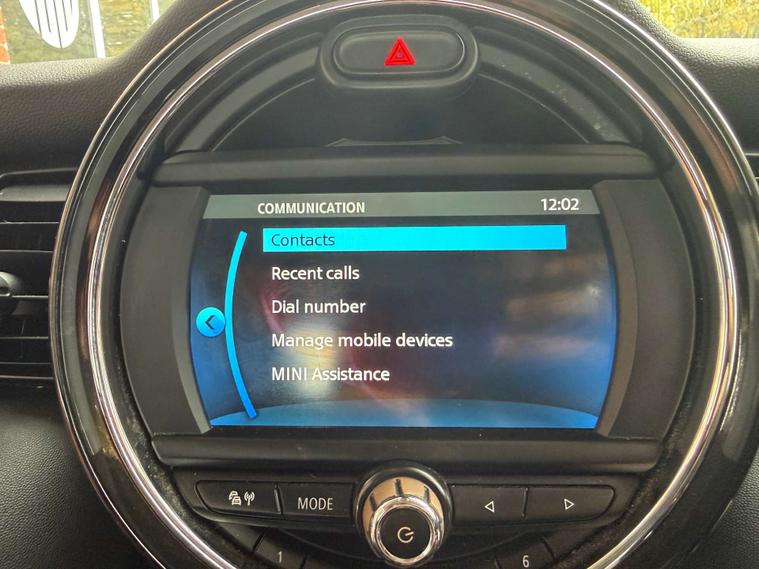 COMMUNICATION 12:02
Contacts
Recent calls
Dial number
Manage mobile devices
MINI Assistance
MODE
1 6